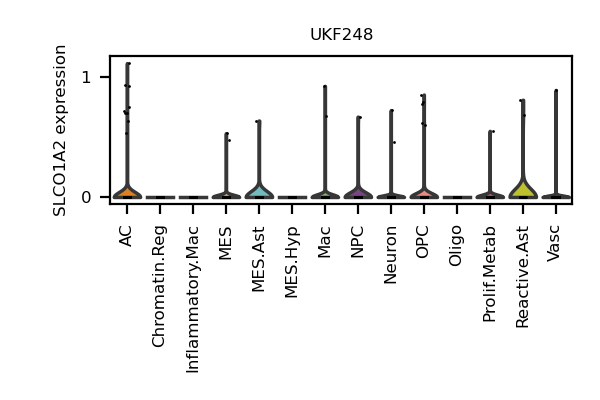 UKF248
SLCO1A2 expression
1
0
AC
Chromatin.Reg
Inflammatory.Mac
MES
MES.Ast
MES.Hyp
Mac
NPC
Neuron
OPC
Oligo
Prolif.Metab
Reactive.Ast
Vasc